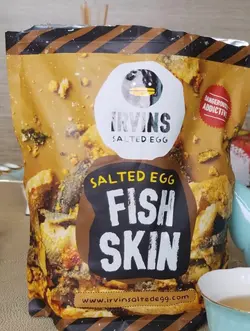 DANGEROUSLY
ADDICTIVE
IRVINS
SALTED EGG
SALTED EGG
FISH
SKIN
www.irvinsaltedegg.com